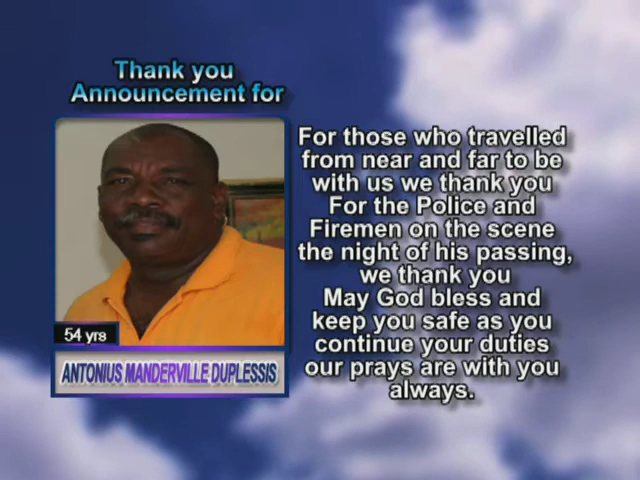 Thank you
Announcement for
For those who travelled
from near and far to be
with us we thank you
For the Police and
Firemen on the scene
the night of his passing,
we thank you
May God bless and
keep you safe as you
continue your duties
our prays are with you
always.
54 yrs
ANTONIUS MANDERVILLE DUPLESSIS